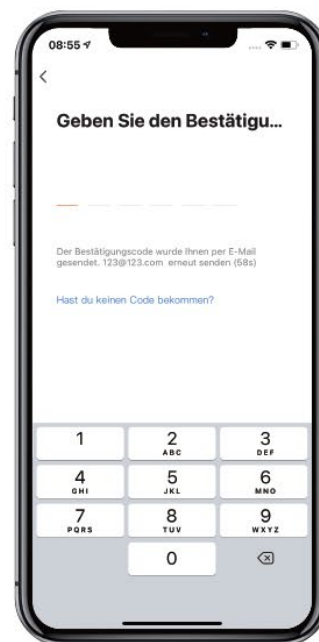 08:55
Geben Sie den Bestätigu...
Der Bestätigungscode wurde Ihnen per E-Mail
gesendet. 123@123.com erneut senden (58s)
Hast du keinen Code bekommen?
1 2 3
ABC DEF
4 5 6
GHI JKL MNO
7 8 9
PQRS TUV WXYZ
0